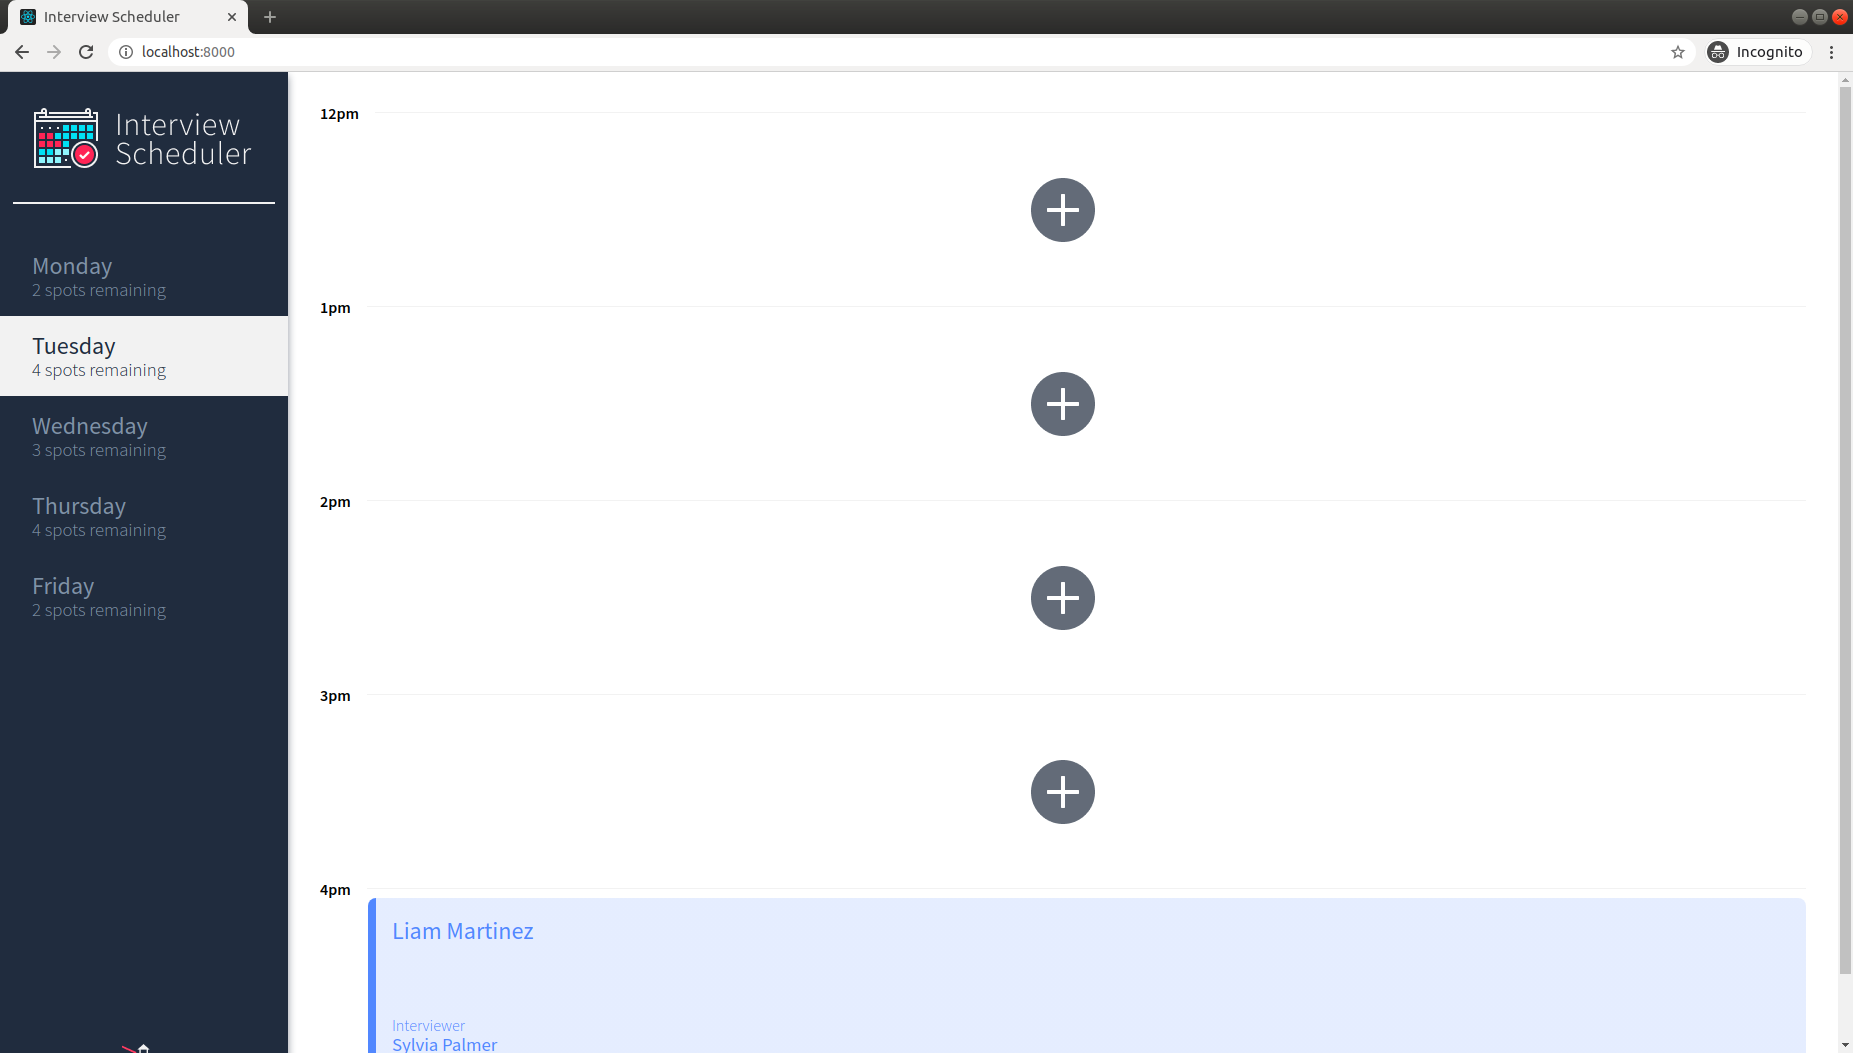 Interview Scheduler
localhost:8000
Incognito
Interview
Scheduler
Monday
2 spots remaining
Tuesday
4 spots remaining
Wednesday
3 spots remaining
Thursday
4 spots remaining
Friday
2 spots remaining
12pm
1pm
2pm
3pm
4pm
Liam Martinez
Interviewer
Sylvia Palmer